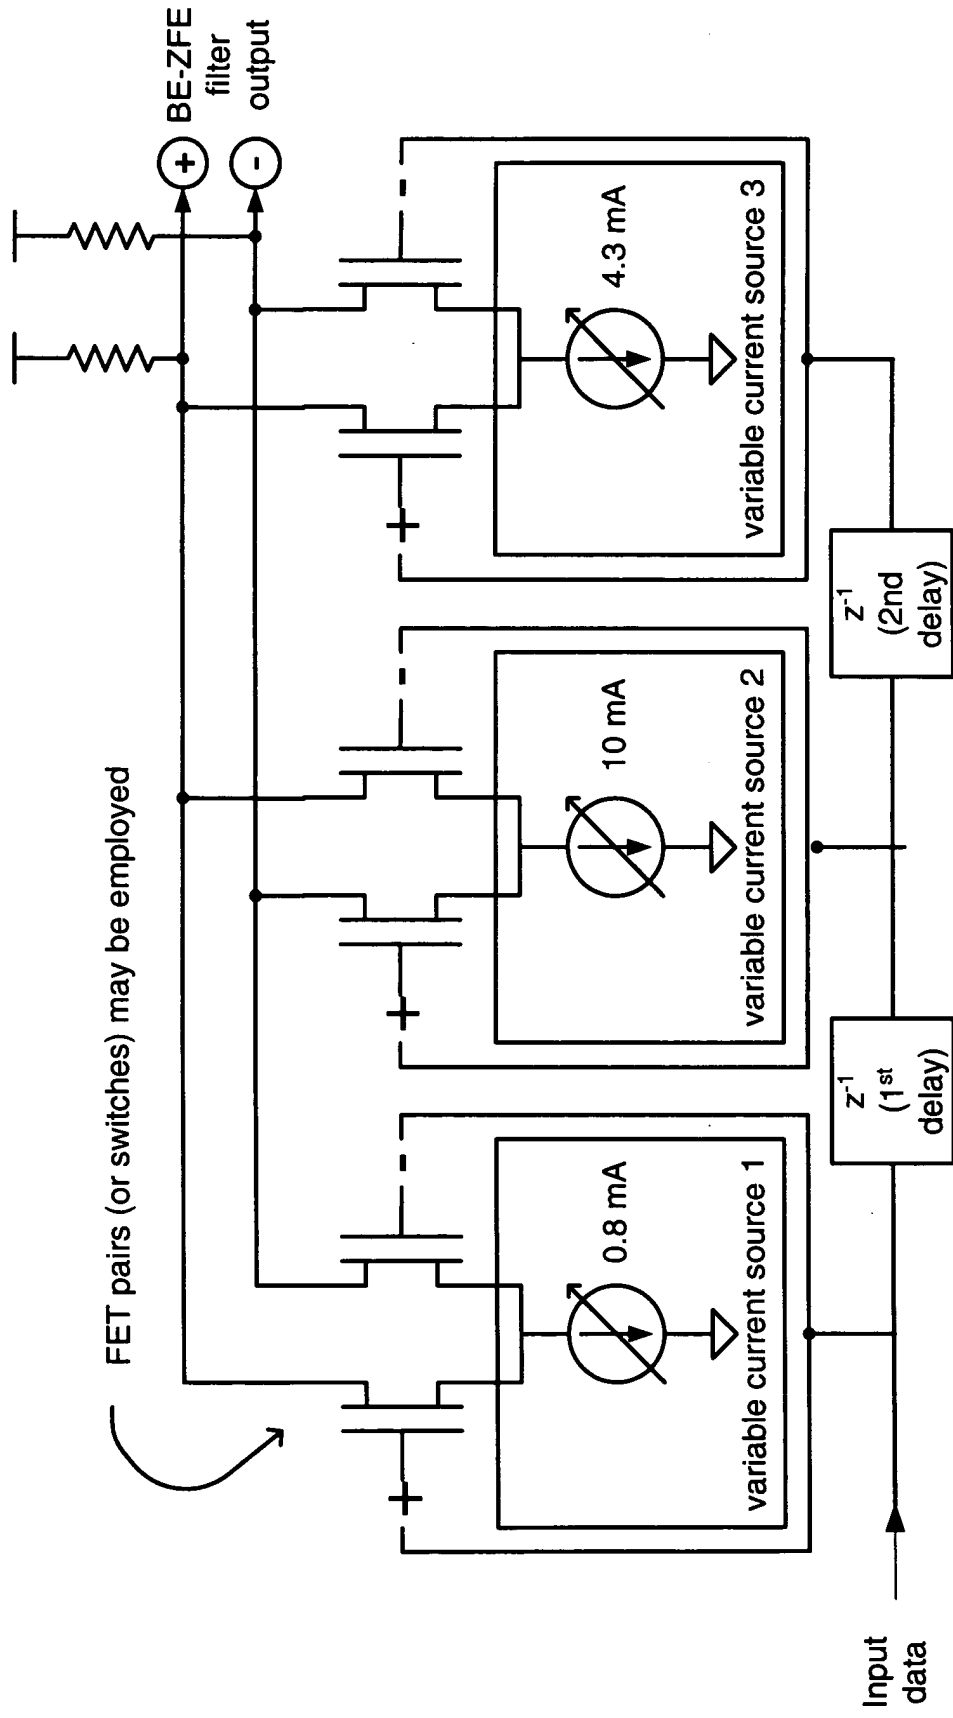 FET pairs (or switches) may be employed
BE-ZFE
filter
output
+
-
+
-
+
-
+
-
0.8 mA
variable current source 1
10 mA
variable current source 2
4.3 mA
variable current source 3
Input
data
z-1
(1st
delay)
z-1
(2nd
delay)